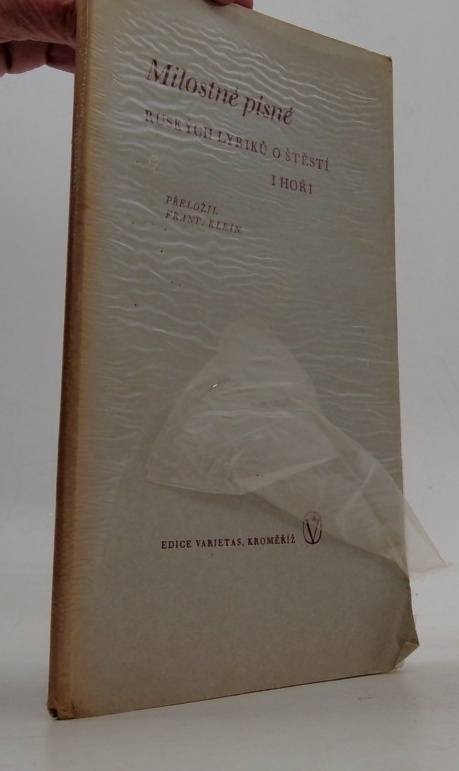 Milostné písně
RUSKÝCH LYRIKŮ O ŠTĚSTÍ
I HOŘI
PŘELOŽIL
FRANT. KLEIN
EDICE VARIETAS, KROMĚŘÍŽ
V